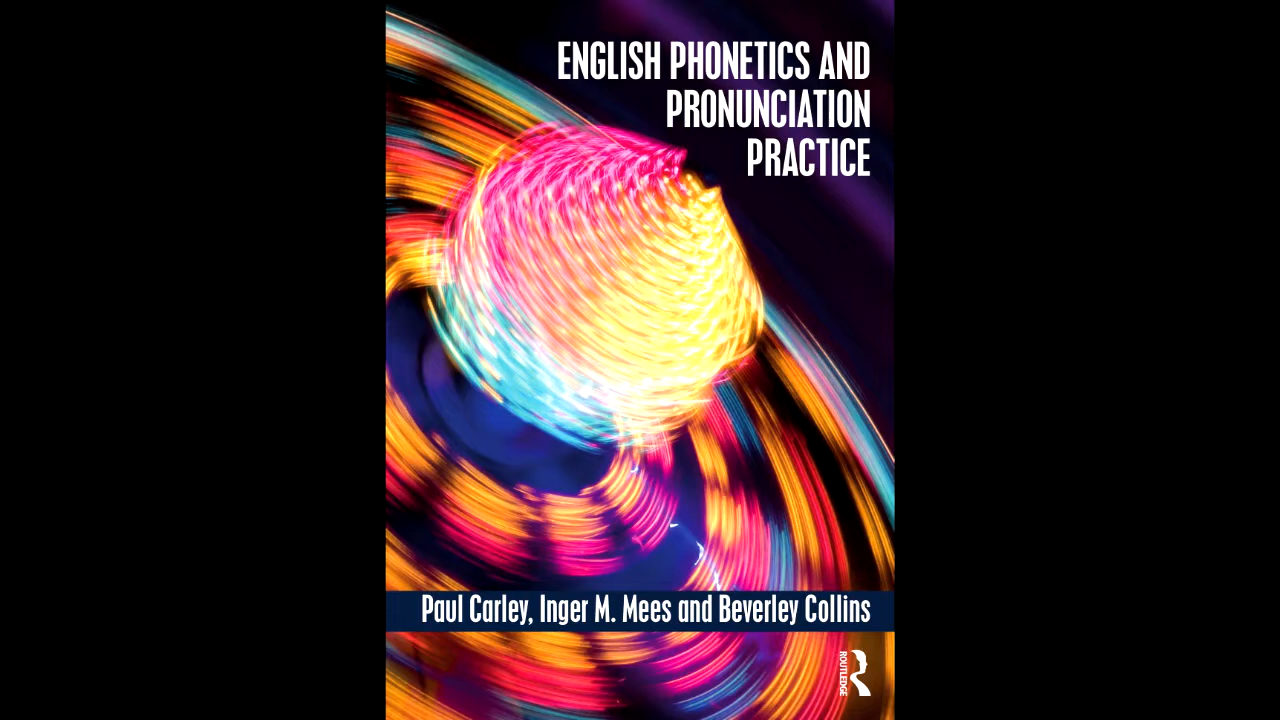 ENGLISH PHONETICS AND
PRONUNCIATION
PRACTICE
Paul Carley, Inger M. Mees and Beverley Collins
ROUTLEDGE